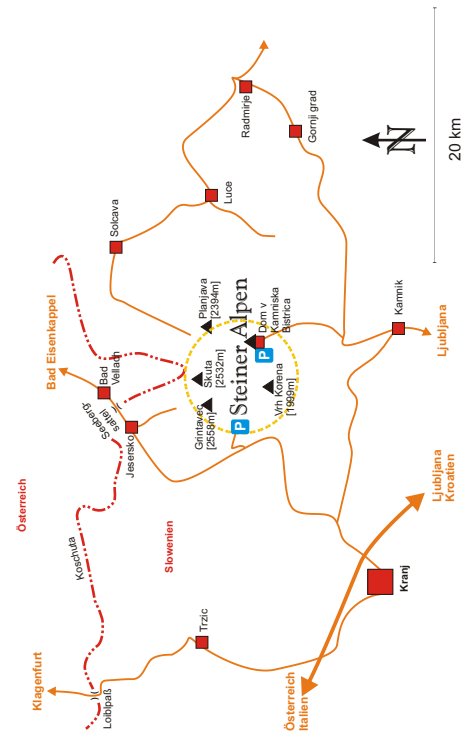 Österreich
Klagenfurt
Bad Eisenkappel
Koschuta
Loiblpaß
Seeberg-
sattel
Bad
Vellach
Solcava
Jesersko
Slowenien
Trzic
Grintavec
[2558m]
Skuta
[2532m]
Planjava
[2394m]
Luce
P
Steiner Alpen
Radmirje
P
Dom v
Kamniska
Bistrica
Vrh Korena
[1999m]
Gornji grad
Österreich
Italien
Kranj
Kamnik
Ljubljana
Ljubljana
Kroatien
N
20 km